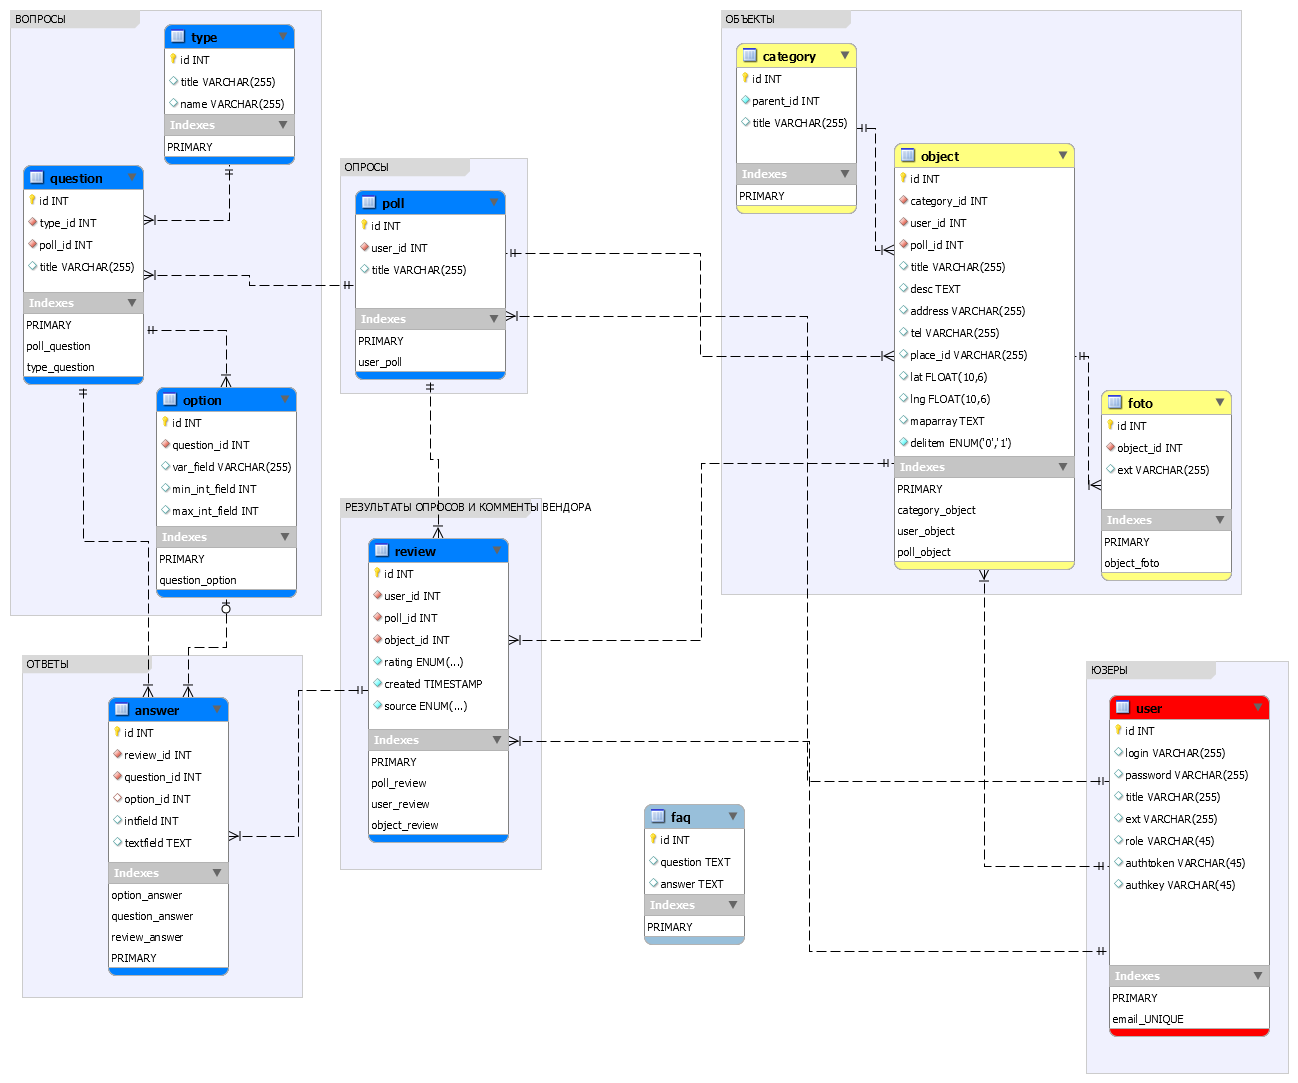 ВОПРОСЫ
type
id INT
title VARCHAR(255)
name VARCHAR(255)
Indexes
PRIMARY
question
id INT
type_id INT
poll_id INT
title VARCHAR(255)
Indexes
PRIMARY
poll_question
type_question
option
id INT
question_id INT
var_field VARCHAR(255)
min_int_field INT
max_int_field INT
Indexes
PRIMARY
question_option
ОТВЕТЫ
answer
id INT
review_id INT
question_id INT
option_id INT
intfield INT
textfield TEXT
Indexes
option_answer
question_answer
review_answer
PRIMARY
ОПРОСЫ
poll
id INT
user_id INT
title VARCHAR(255)
Indexes
PRIMARY
user_poll
РЕЗУЛЬТАТЫ ОПРОСОВ И КОММЕНТЫ ВЕНДОРА
review
id INT
user_id INT
poll_id INT
object_id INT
rating ENUM(...)
created TIMESTAMP
source ENUM(...)
Indexes
PRIMARY
poll_review
user_review
object_review
faq
id INT
question TEXT
answer TEXT
Indexes
PRIMARY
ОБЪЕКТЫ
category
id INT
parent_id INT
title VARCHAR(255)
Indexes
PRIMARY
object
id INT
category_id INT
user_id INT
poll_id INT
title VARCHAR(255)
desc TEXT
address VARCHAR(255)
tel VARCHAR(255)
place_id VARCHAR(255)
lat FLOAT(10,6)
lng FLOAT(10,6)
maparray TEXT
delitem ENUM('0','1')
Indexes
PRIMARY
category_object
user_object
poll_object
foto
id INT
object_id INT
ext VARCHAR(255)
Indexes
PRIMARY
object_foto
ЮЗЕРЫ
user
id INT
login VARCHAR(255)
password VARCHAR(255)
title VARCHAR(255)
ext VARCHAR(255)
role VARCHAR(45)
authtoken VARCHAR(45)
authkey VARCHAR(45)
Indexes
PRIMARY
email_UNIQUE